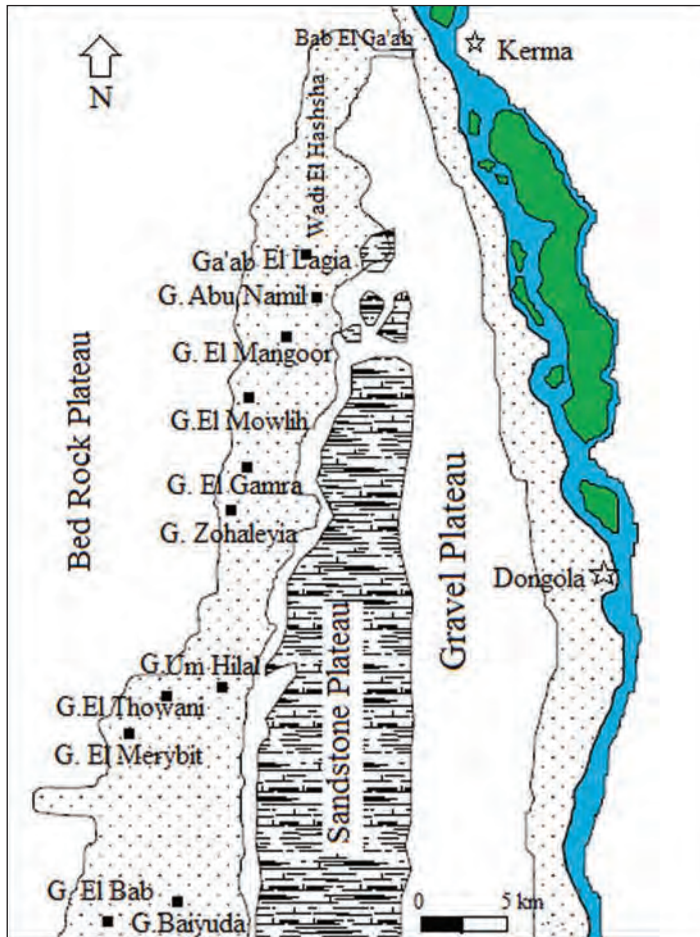 Bab El Ga'ab
Kerma
N
Wadi El Hashsha
Ga'ab El Lagia
G. Abu Namil
G. El Mangoor
G.El Mowlih
Bed Rock Plateau
G. El Gamra
G. Zohaleyia
Gravel Plateau
Dongola
Sandstone Plateau
G.Um Hilal
G.El Thowani
G. El Merybit
G. El Bab
G.Baiyuda
0 5 km